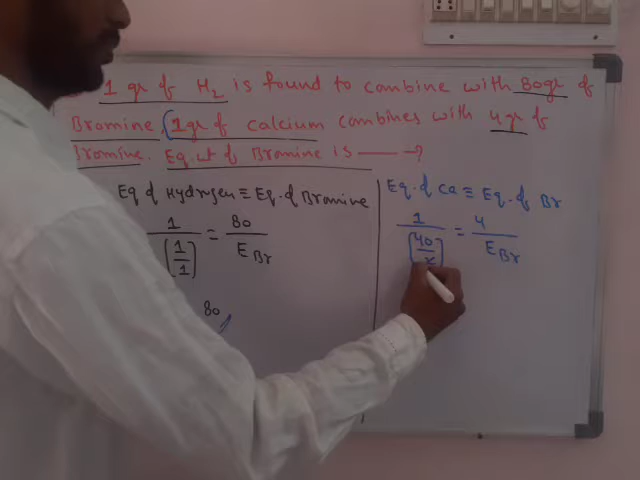 1 gr of H₂ is found to combine with 80gr of
Bromine, (1gr of calcium combines with 4gr of
Bromine. Eq.wt of Bromine is —— →
Eq of Hydrogen ≡ Eq.of Bromine
1/[1/1] = 80/E Br
80
Eq.of Ca ≡ Eq.of Br
1/[40/x] = 4/E Br